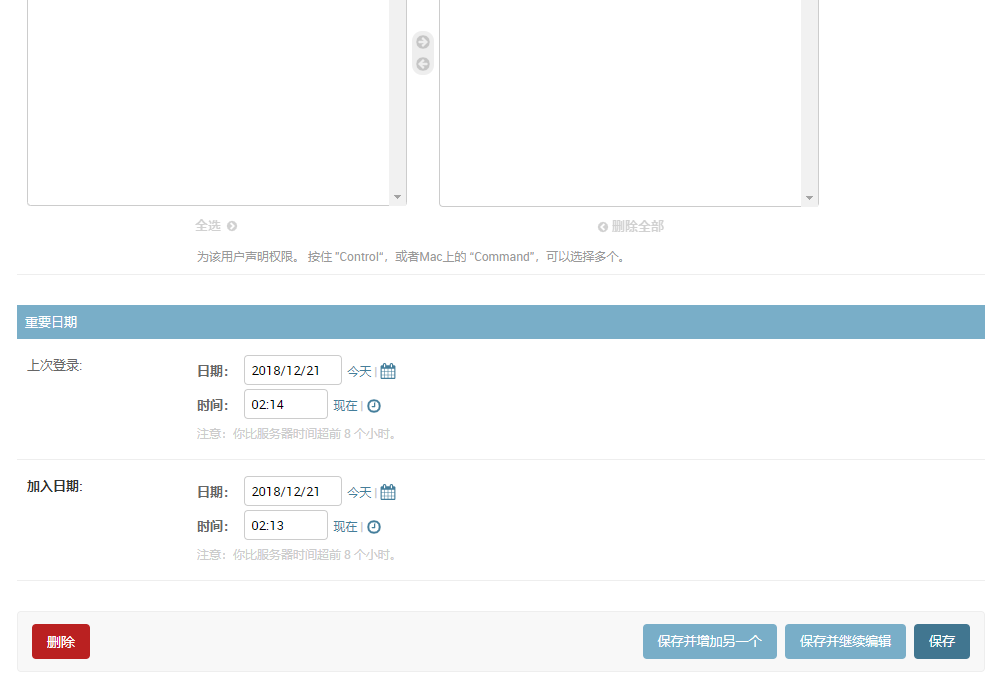 全选
删除全部
为该用户声明权限。 按住 "Control“，或者Mac上的 “Command”，可以选择多个。
重要日期
上次登录:
日期： 2018/12/21 今天 |
时间： 02:14 现在 |
注意：你比服务器时间超前 8 个小时。
加入日期:
日期： 2018/12/21 今天 |
时间： 02:13 现在 |
注意：你比服务器时间超前 8 个小时。
删除 保存并增加另一个 保存并继续编辑 保存